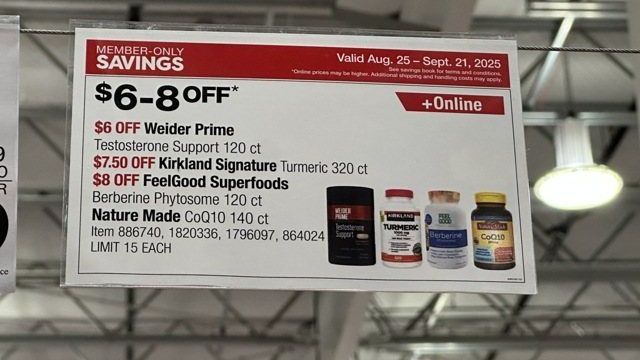 MEMBER-ONLY
SAVINGS
Valid Aug. 25 – Sept. 21, 2025
See savings book for terms and conditions.
*Online prices may be higher. Additional shipping and handling costs may apply.
$6-8 OFF*
+Online
$6 OFF Weider Prime
Testosterone Support 120 ct
$7.50 OFF Kirkland Signature Turmeric 320 ct
$8 OFF FeelGood Superfoods
Berberine Phytosome 120 ct
Nature Made CoQ10 140 ct
Item 886740, 1820336, 1796097, 864024
LIMIT 15 EACH
WEIDER
PRIME
Testosterone
Support
KIRKLAND
TURMERIC
FEEL
GOOD
Berberine
Nature Made
CoQ10